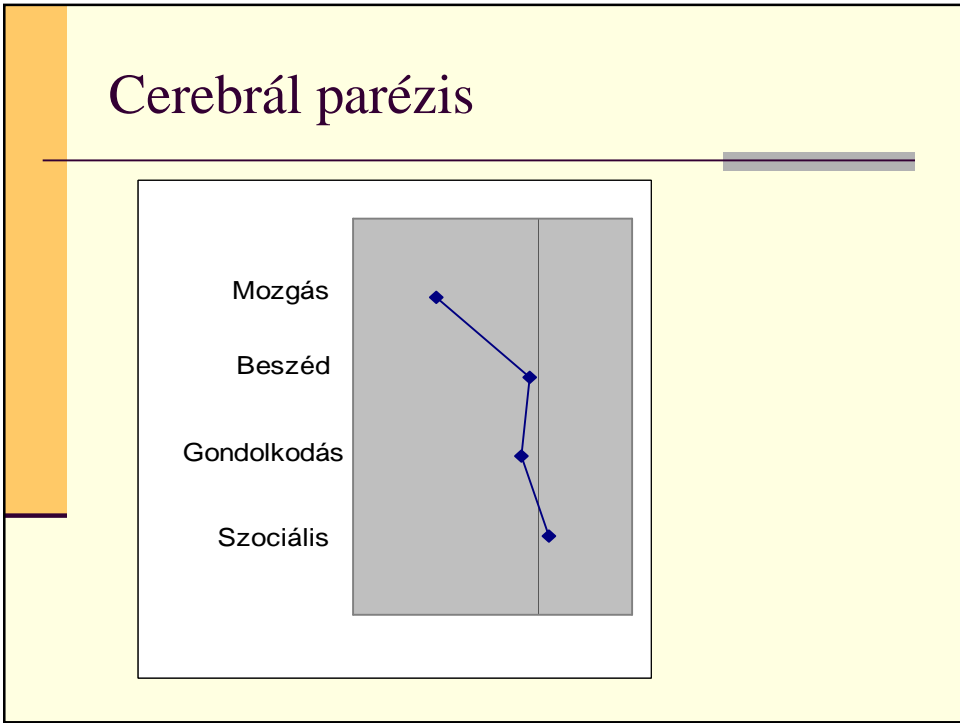 Cerebrál parézis
Mozgás
Beszéd
Gondolkodás
Szociális